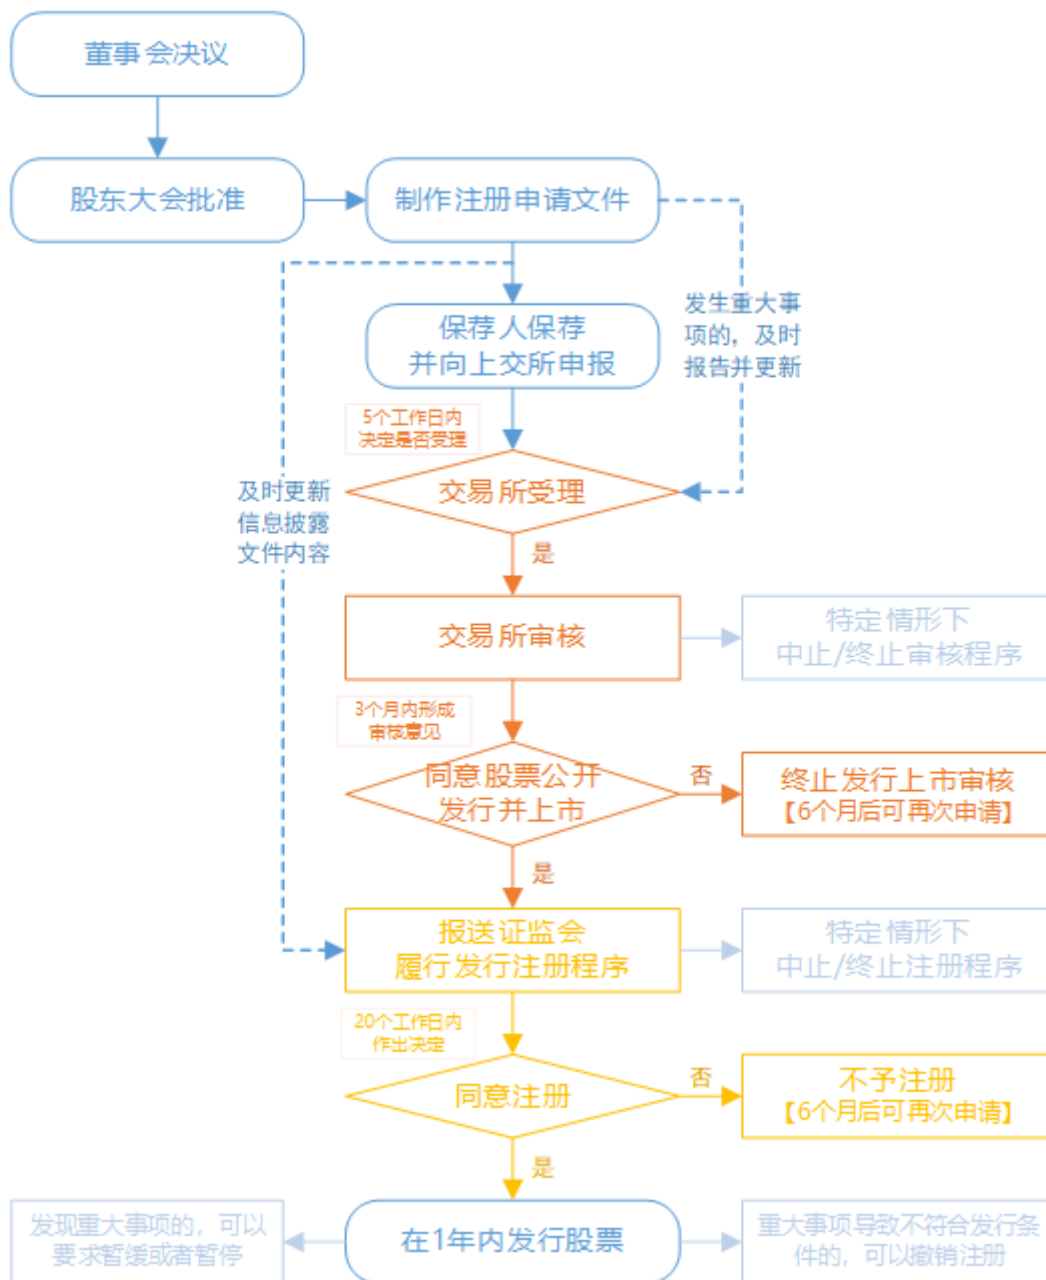 董事会决议
股东大会批准
制作注册申请文件
保荐人保荐
并向上交所申报
发生重大事
项的，及时
报告并更新
5个工作日内
决定是否受理
交易所受理
及时更新
信息披露
文件内容
是
交易所审核
特定情形下
中止/终止审核程序
3个月内形成
审核意见
同意股票公开
发行并上市
否
终止发行上市审核
【6个月后可再次申请】
是
报送证监会
履行发行注册程序
特定情形下
中止/终止注册程序
20个工作日内
作出决定
同意注册
否
不予注册
【6个月后可再次申请】
是
发现重大事项的，可以
要求暂缓或者暂停
在1年内发行股票
重大事项导致不符合发行条
件的，可以撤销注册